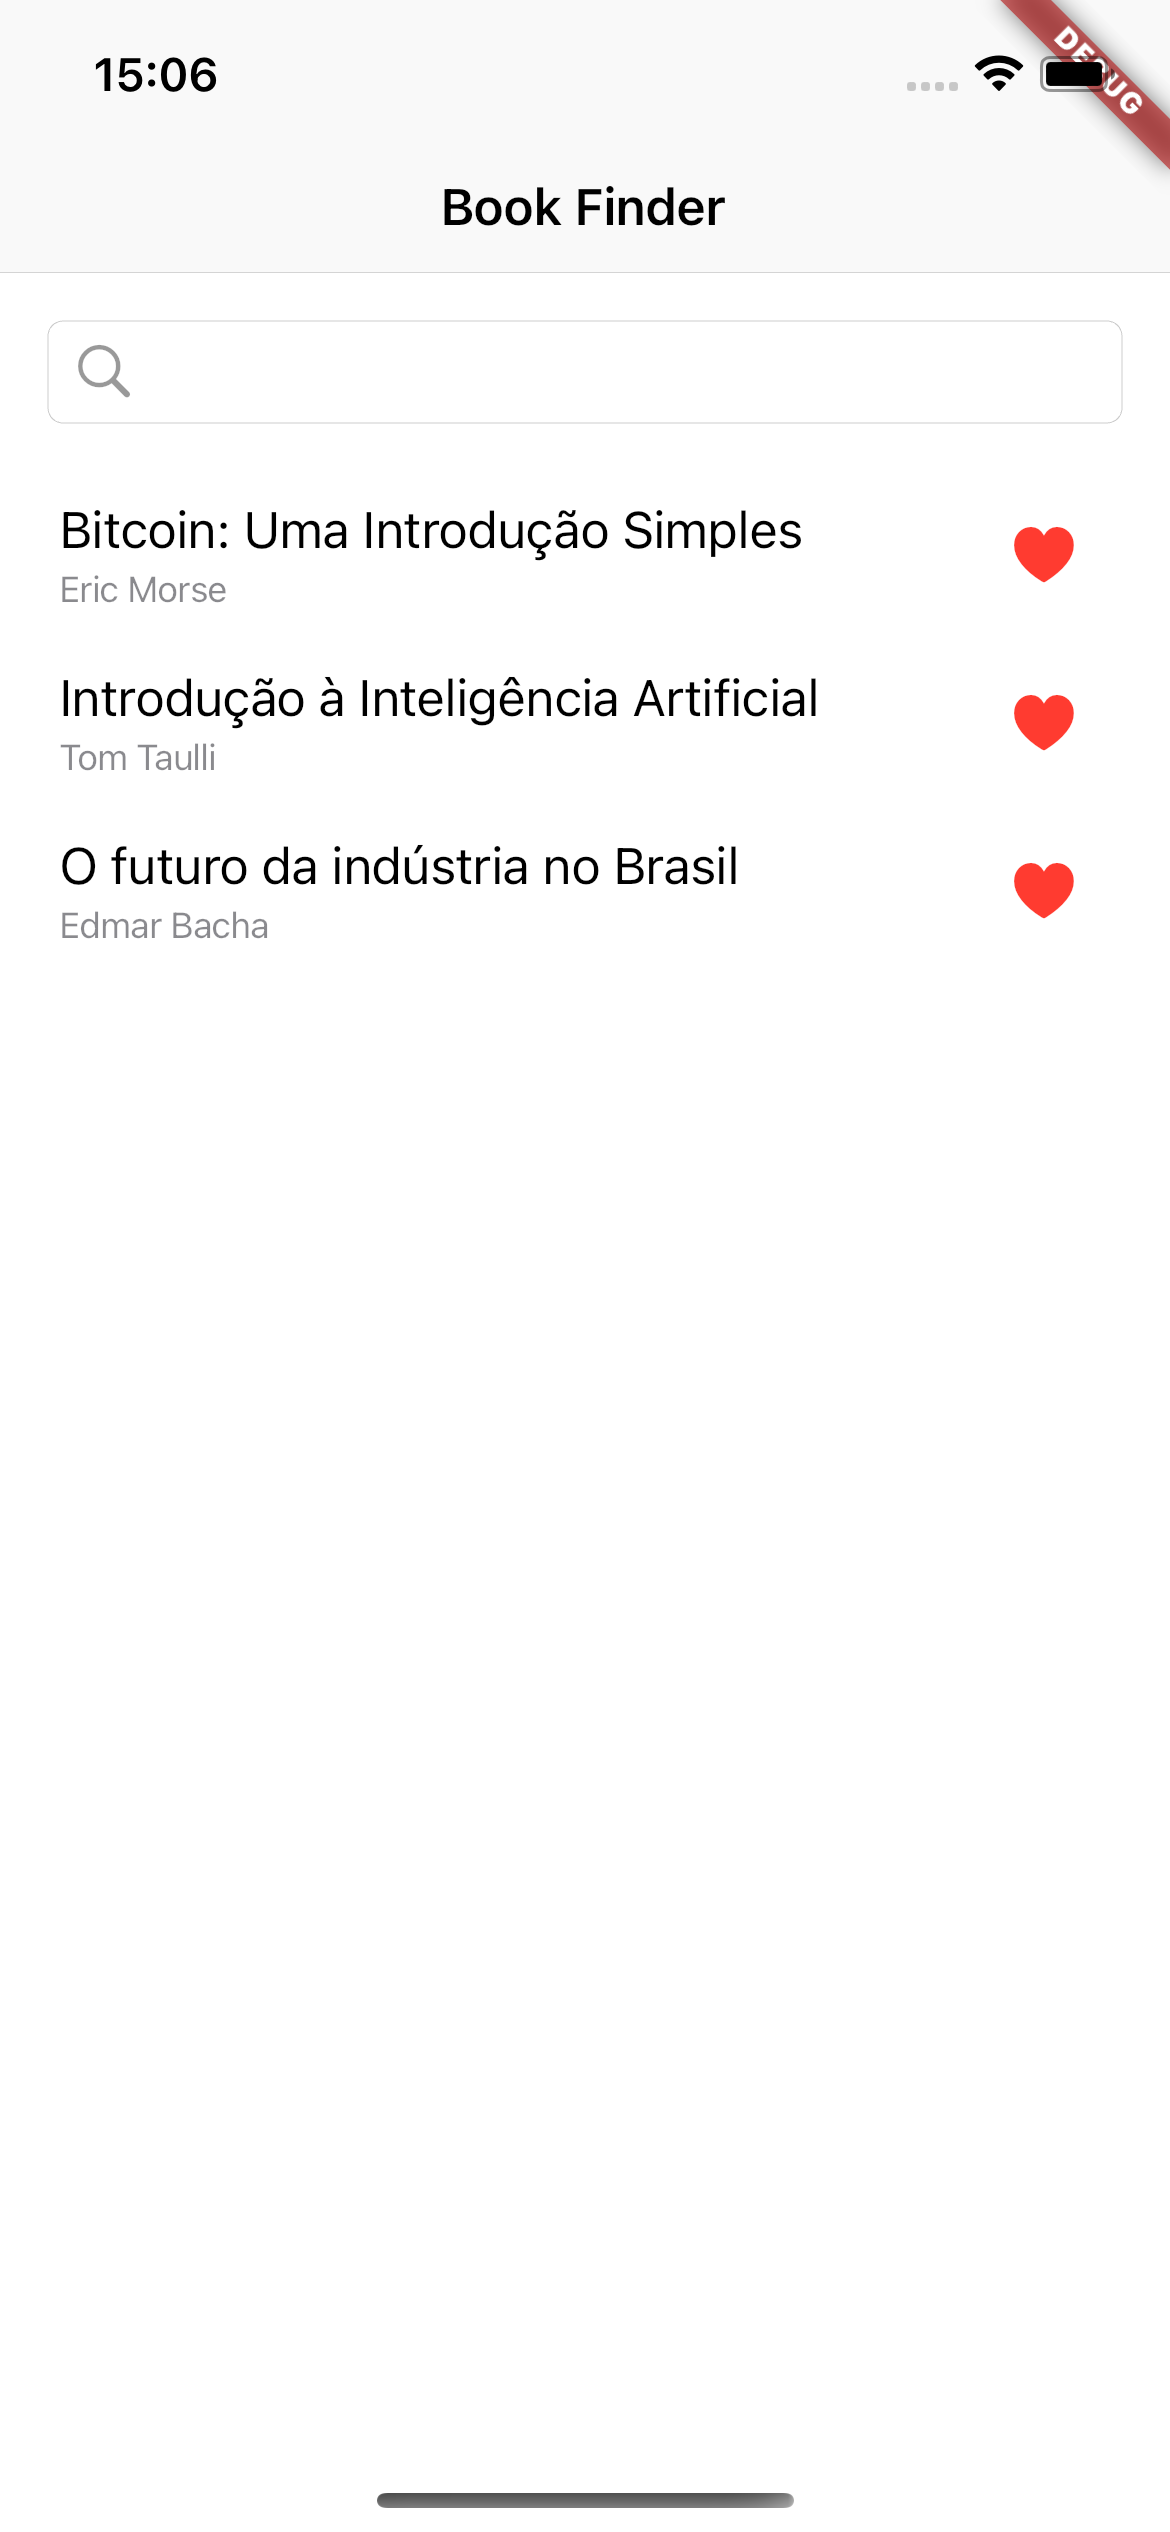 15:06
DEBUG
Book Finder
Bitcoin: Uma Introdução Simples
Eric Morse
Introdução à Inteligência Artificial
Tom Taulli
O futuro da indústria no Brasil
Edmar Bacha